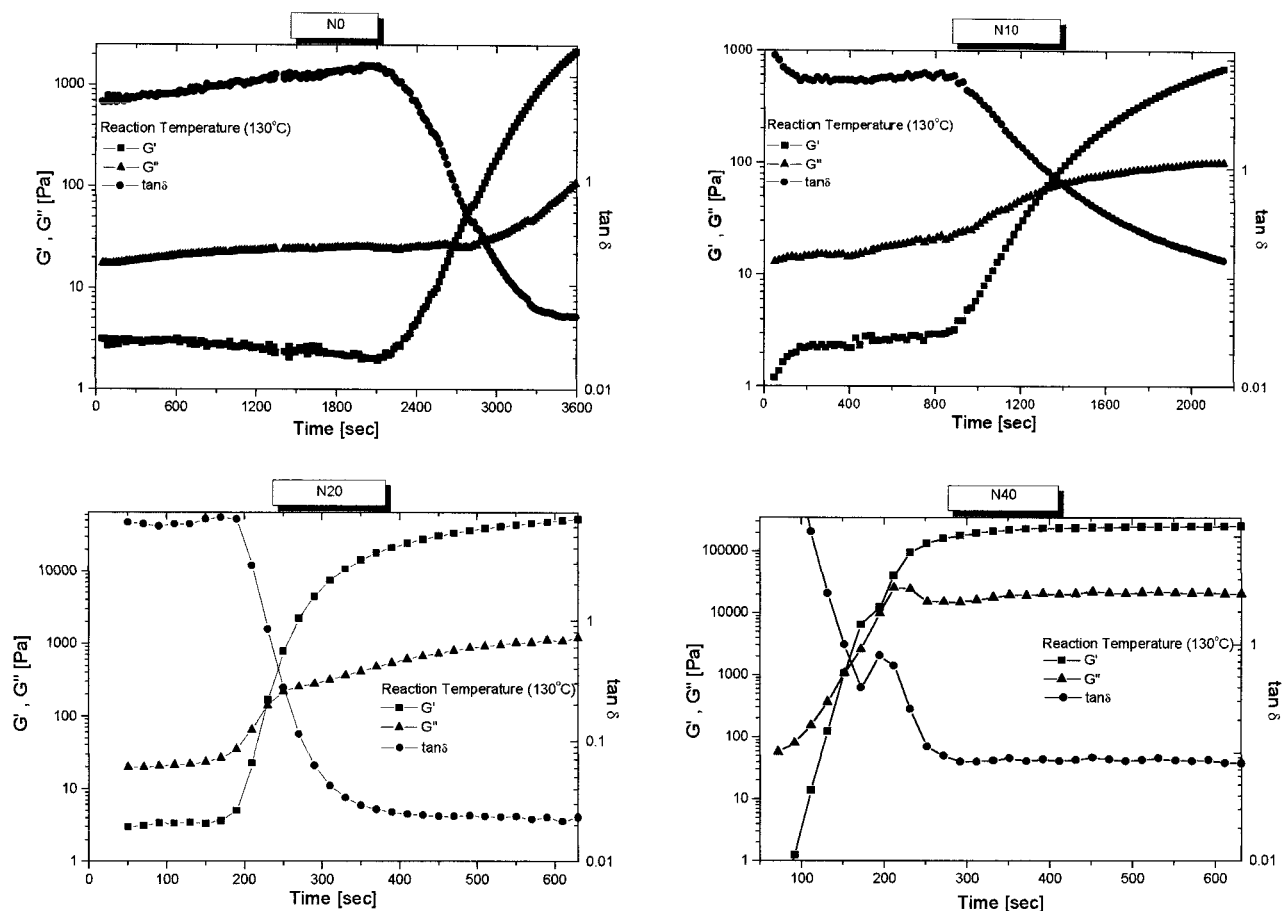 N0
1000
100
10
1
G' , G'' [Pa]
Reaction Temperature (130°C)
G'
G''
tanδ
1
0.01
tan δ
0
600
1200
1800
2400
3000
3600
Time [sec]
N10
1000
100
10
1
G' , G'' [Pa]
Reaction Temperature (130°C)
G'
G''
tanδ
1
0.01
tan δ
0
400
800
1200
1600
2000
Time [sec]
N20
10000
1000
100
10
1
G' , G'' [Pa]
Reaction Temperature (130°C)
G'
G''
tanδ
1
0.1
0.01
tan δ
0
100
200
300
400
500
600
Time [sec]
N40
100000
10000
1000
100
10
1
G' , G'' [Pa]
Reaction Temperature (130°C)
G'
G''
tanδ
1
0.01
tan δ
100
200
300
400
500
600
Time [sec]